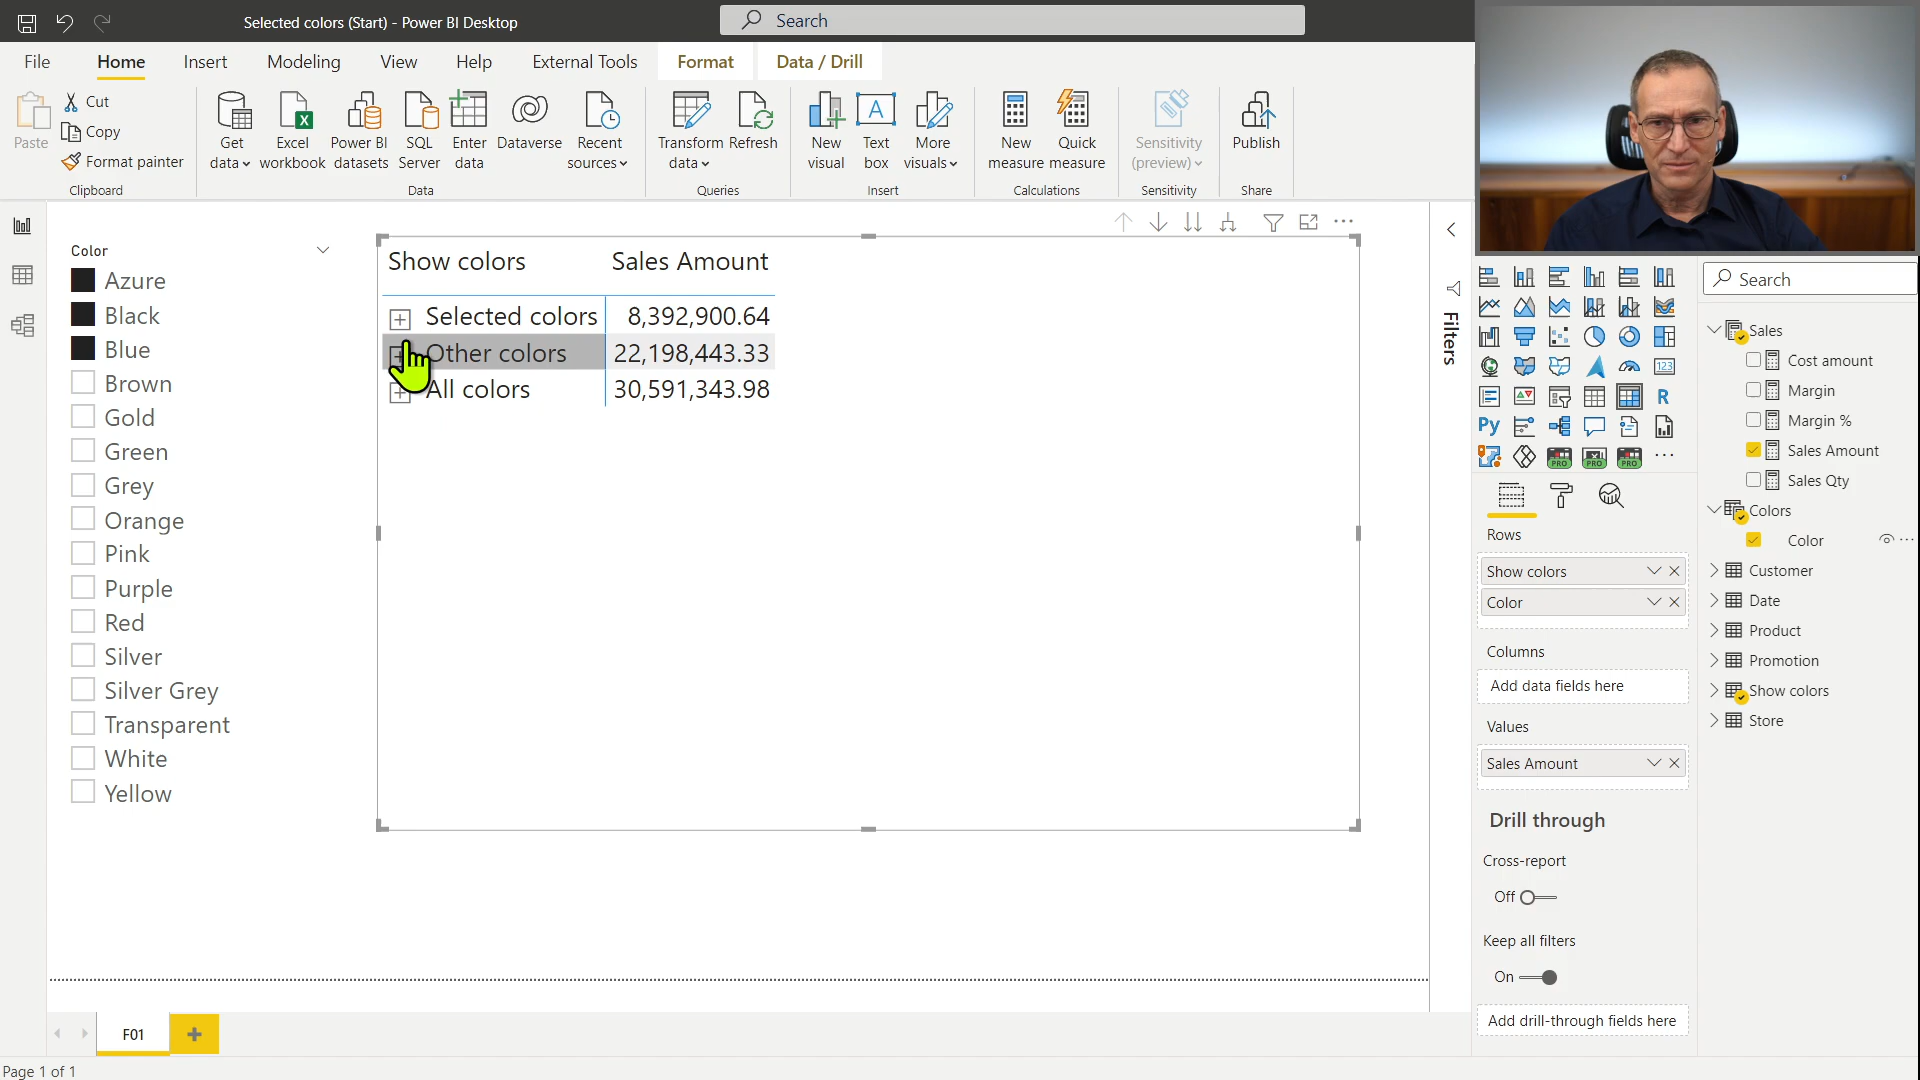 Selected colors (Start) - Power BI Desktop
Search
File Home Insert Modeling View Help External Tools Format Data / Drill
Paste
Cut
Copy
Format painter
Clipboard
Get data
Excel workbook
Power BI datasets
SQL Server
Enter data
Dataverse
Recent sources
Data
Transform data
Refresh
Queries
New visual
Text box
More visuals
Insert
New measure
Quick measure
Calculations
Sensitivity (preview)
Sensitivity
Publish
Share
Color
Azure
Black
Blue
Brown
Gold
Green
Grey
Orange
Pink
Purple
Red
Silver
Silver Grey
Transparent
White
Yellow
Show colors Sales Amount
Selected colors 8,392,900.64
Other colors 22,198,443.33
All colors 30,591,343.98
Filters
R
Py
PRO
PRO
PRO
Rows
Show colors
Color
Columns
Add data fields here
Values
Sales Amount
Drill through
Cross-report
Off
Keep all filters
On
Add drill-through fields here
Search
Sales
Cost amount
Margin
Margin %
Sales Amount
Sales Qty
Colors
Color
Customer
Date
Product
Promotion
Show colors
Store
F01
Page 1 of 1